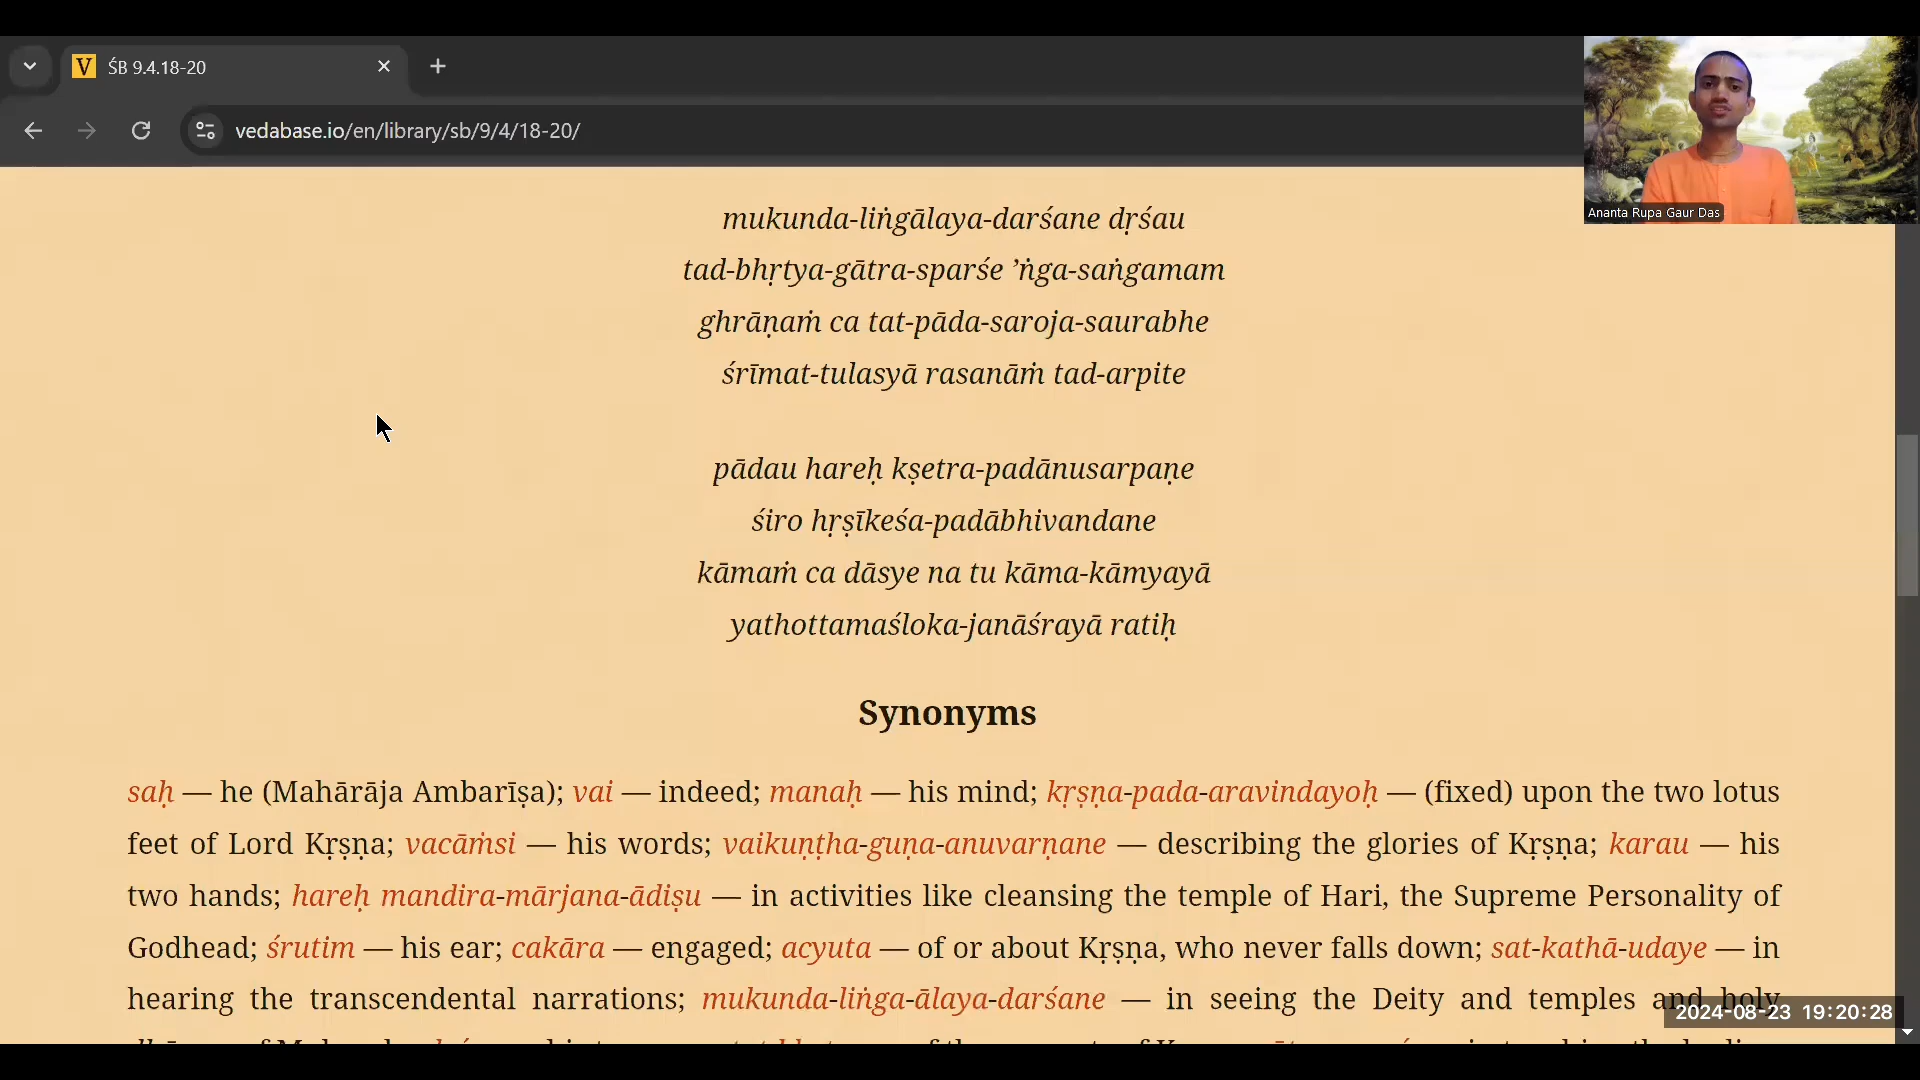 V ŚB 9.4.18-20
vedabase.io/en/library/sb/9/4/18-20/
Ananta Rupa Gaur Das
mukunda-liṅgālaya-darśane dṛśau
tad-bhṛtya-gātra-sparśe ’ṅga-saṅgamam
ghrāṇaṁ ca tat-pāda-saroja-saurabhe
śrīmat-tulasyā rasanāṁ tad-arpite
pādau hareḥ kṣetra-padānusarpaṇe
śiro hṛṣīkeśa-padābhivandane
kāmaṁ ca dāsye na tu kāma-kāmyayā
yathottamaśloka-janāśrayā ratiḥ
Synonyms
saḥ — he (Mahārāja Ambarīṣa); vai — indeed; manaḥ — his mind; kṛṣṇa-pada-aravindayoḥ — (fixed) upon the two lotus
feet of Lord Kṛṣṇa; vacāṁsi — his words; vaikuṇṭha-guṇa-anuvarṇane — describing the glories of Kṛṣṇa; karau — his
two hands; hareḥ mandira-mārjana-ādiṣu — in activities like cleansing the temple of Hari, the Supreme Personality of
Godhead; śrutim — his ear; cakāra — engaged; acyuta — of or about Kṛṣṇa, who never falls down; sat-kathā-udaye — in
hearing the transcendental narrations; mukunda-liṅga-ālaya-darśane — in seeing the Deity and temples and holy
2024-08-23 19:20:28